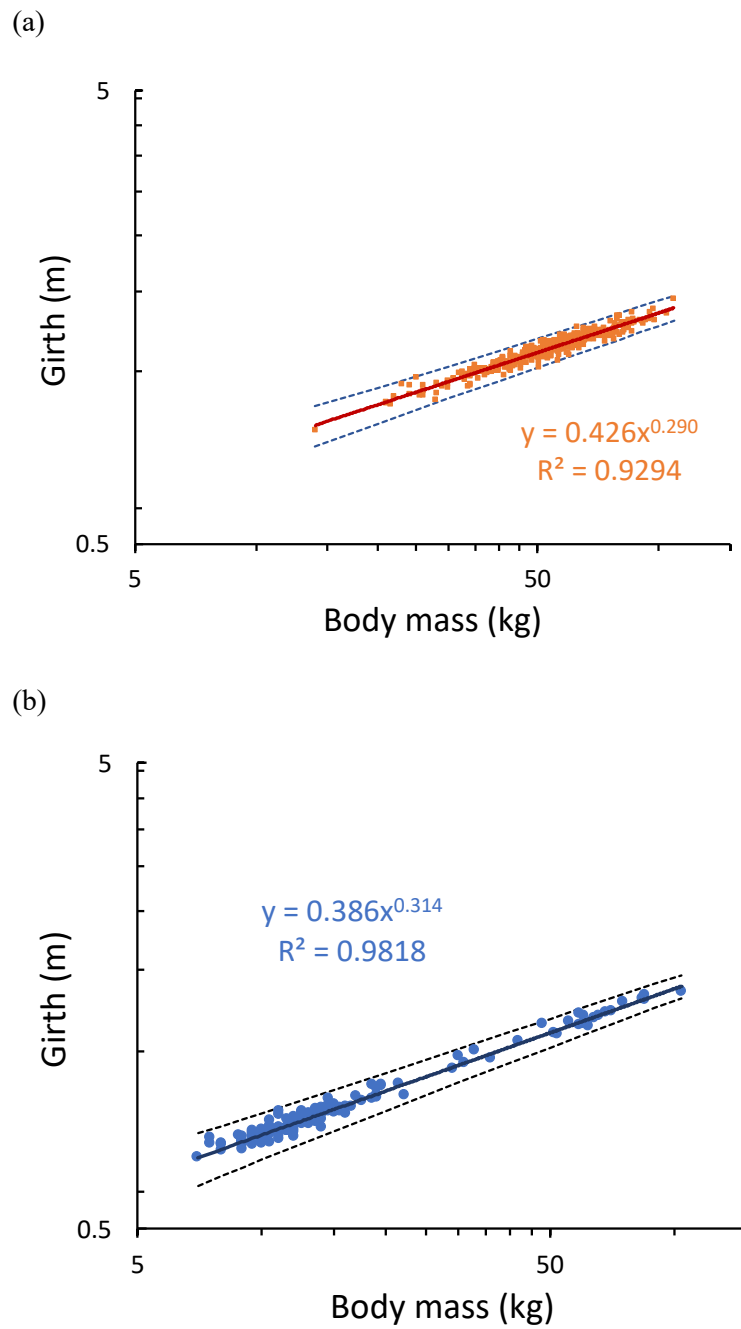 (a)
5
Girth (m)
y = 0.426x^0.290
R² = 0.9294
0.5
5
50
Body mass (kg)
(b)
5
y = 0.386x^0.314
R² = 0.9818
Girth (m)
0.5
5
50
Body mass (kg)